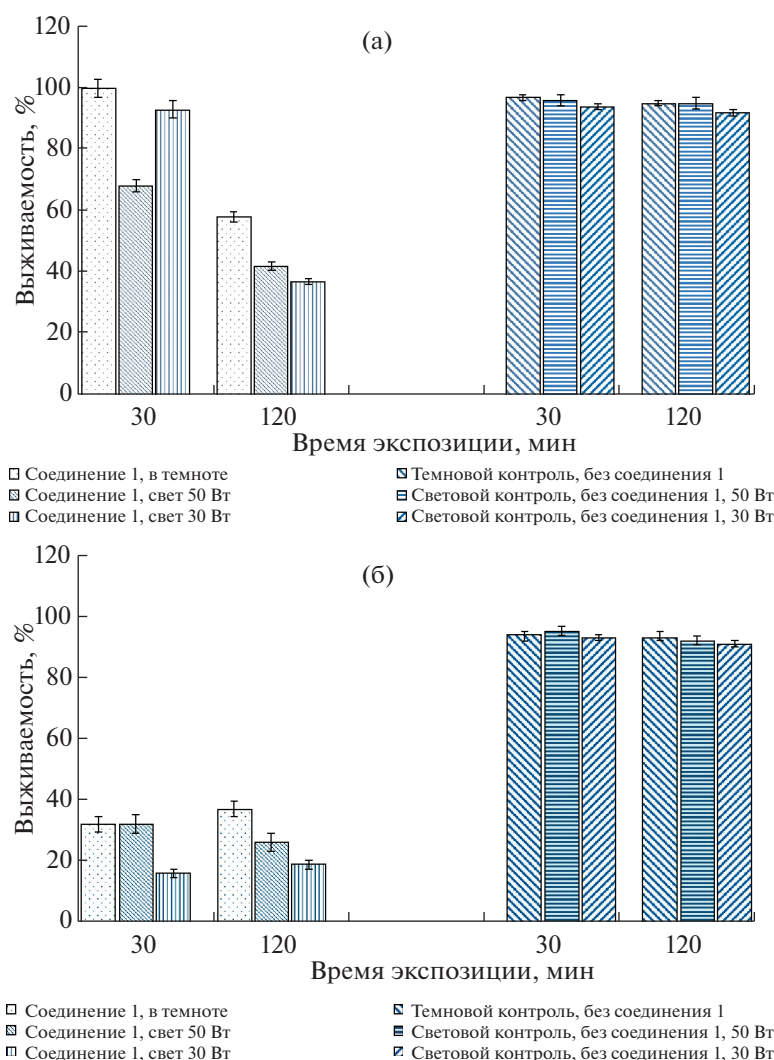 120
(а)
100
80
60
40
20
0
Выживаемость, %
30
120
30
120
Время экспозиции, мин
Соединение 1, в темноте
Соединение 1, свет 50 Вт
Соединение 1, свет 30 Вт
Темновой контроль, без соединения 1
Световой контроль, без соединения 1, 50 Вт
Световой контроль, без соединения 1, 30 Вт
120
(б)
100
80
60
40
20
0
Выживаемость, %
30
120
30
120
Время экспозиции, мин
Соединение 1, в темноте
Соединение 1, свет 50 Вт
Соединение 1, свет 30 Вт
Темновой контроль, без соединения 1
Световой контроль, без соединения 1, 50 Вт
Световой контроль, без соединения 1, 30 Вт